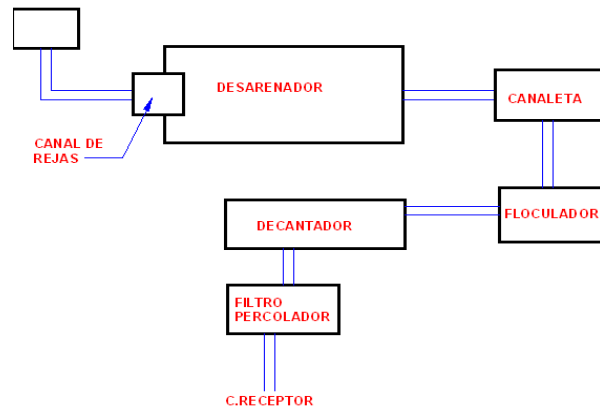 DESARENADOR
CANALETA
CANAL DE
REJAS
FLOCULADOR
DECANTADOR
FILTRO
PERCOLADOR
C.RECEPTOR